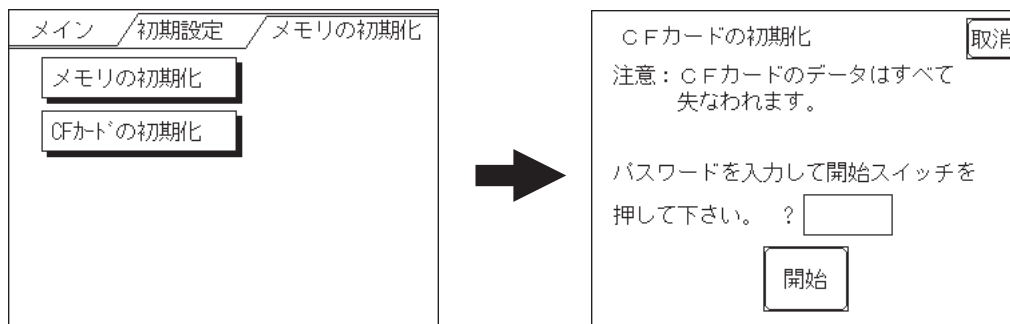 メイン 初期設定 メモリの初期化
メモリの初期化
CFカードの初期化
CFカードの初期化 取消
注意:CFカードのデータはすべて
失なわれます。
パスワードを入力して開始スイッチを
押して下さい。 ?
開始